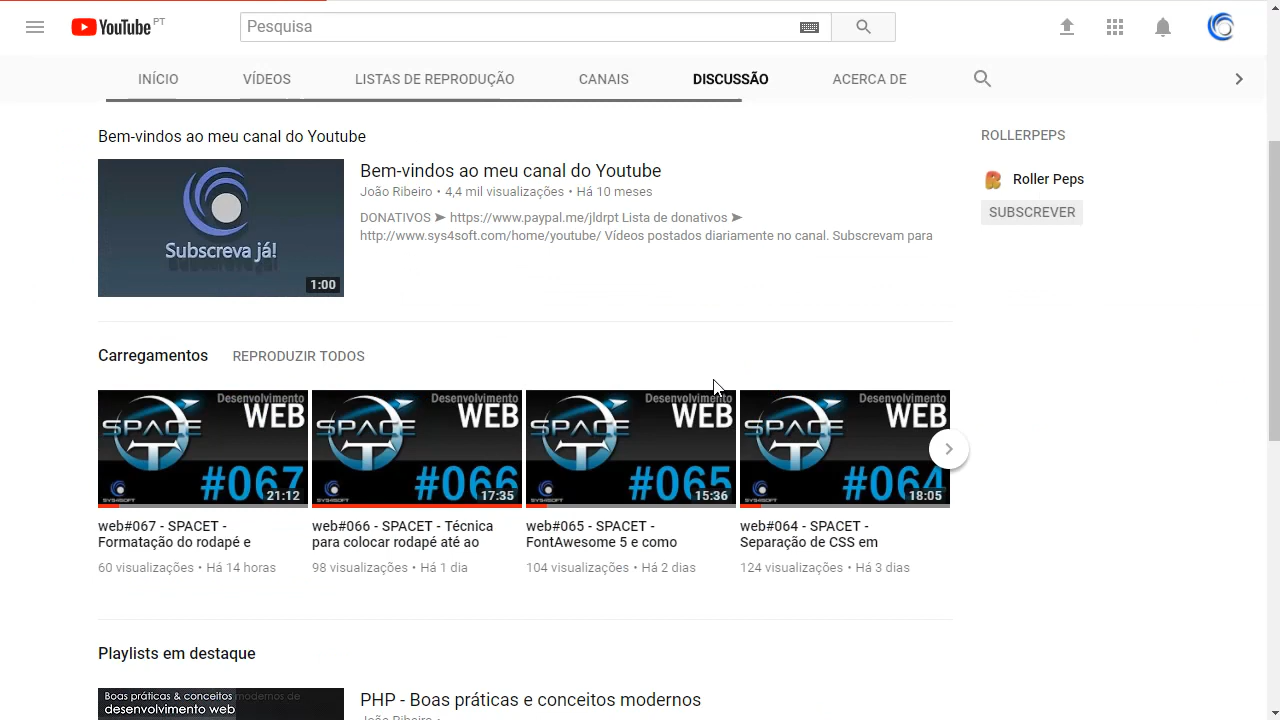 YouTube PT
Pesquisa
INÍCIO VÍDEOS LISTAS DE REPRODUÇÃO CANAIS DISCUSSÃO ACERCA DE
Bem-vindos ao meu canal do Youtube
Subscreva já!
1:00
Bem-vindos ao meu canal do Youtube
João Ribeiro • 4,4 mil visualizações • Há 10 meses
DONATIVOS ➤ https://www.paypal.me/jldrpt Lista de donativos ➤
http://www.sys4soft.com/home/youtube/ Vídeos postados diariamente no canal. Subscrevam para
ROLLERPEPS
Roller Peps
SUBSCREVER
Carregamentos REPRODUZIR TODOS
Desenvolvimento
WEB
SPACE T
#067
SYS4SOFT
21:12
web#067 - SPACET -
Formatação do rodapé e
60 visualizações • Há 14 horas
Desenvolvimento
WEB
SPACE T
#066
SYS4SOFT
17:35
web#066 - SPACET - Técnica
para colocar rodapé até ao
98 visualizações • Há 1 dia
Desenvolvimento
WEB
SPACE T
#065
SYS4SOFT
15:36
web#065 - SPACET -
FontAwesome 5 e como
104 visualizações • Há 2 dias
Desenvolvimento
WEB
SPACE T
#064
SYS4SOFT
18:05
web#064 - SPACET -
Separação de CSS em
124 visualizações • Há 3 dias
Playlists em destaque
Boas práticas & conceitos modernos de
desenvolvimento web
PHP - Boas práticas e conceitos modernos
João Ribeiro •